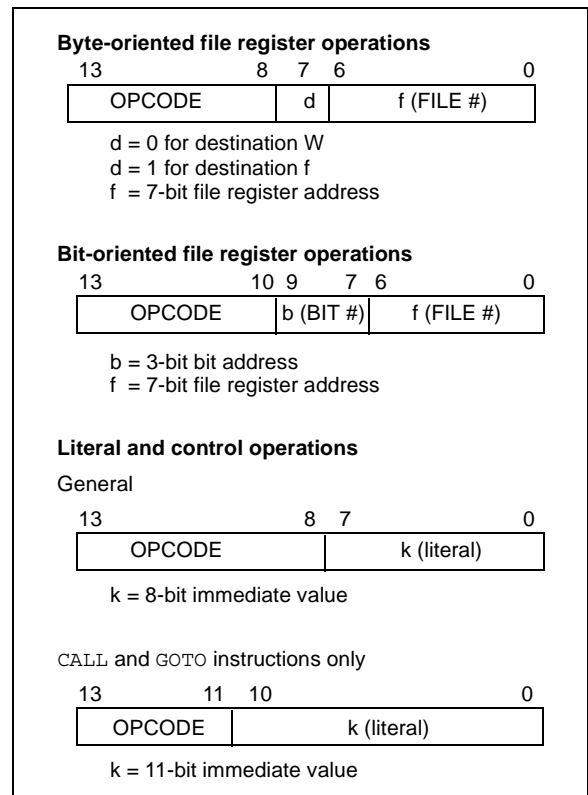 Byte-oriented file register operations
13 8 7 6 0
OPCODE d f (FILE #)
d = 0 for destination W
d = 1 for destination f
f = 7-bit file register address
Bit-oriented file register operations
13 10 9 7 6 0
OPCODE b (BIT #) f (FILE #)
b = 3-bit bit address
f = 7-bit file register address
Literal and control operations
General
13 8 7 0
OPCODE k (literal)
k = 8-bit immediate value
CALL and GOTO instructions only
13 11 10 0
OPCODE k (literal)
k = 11-bit immediate value